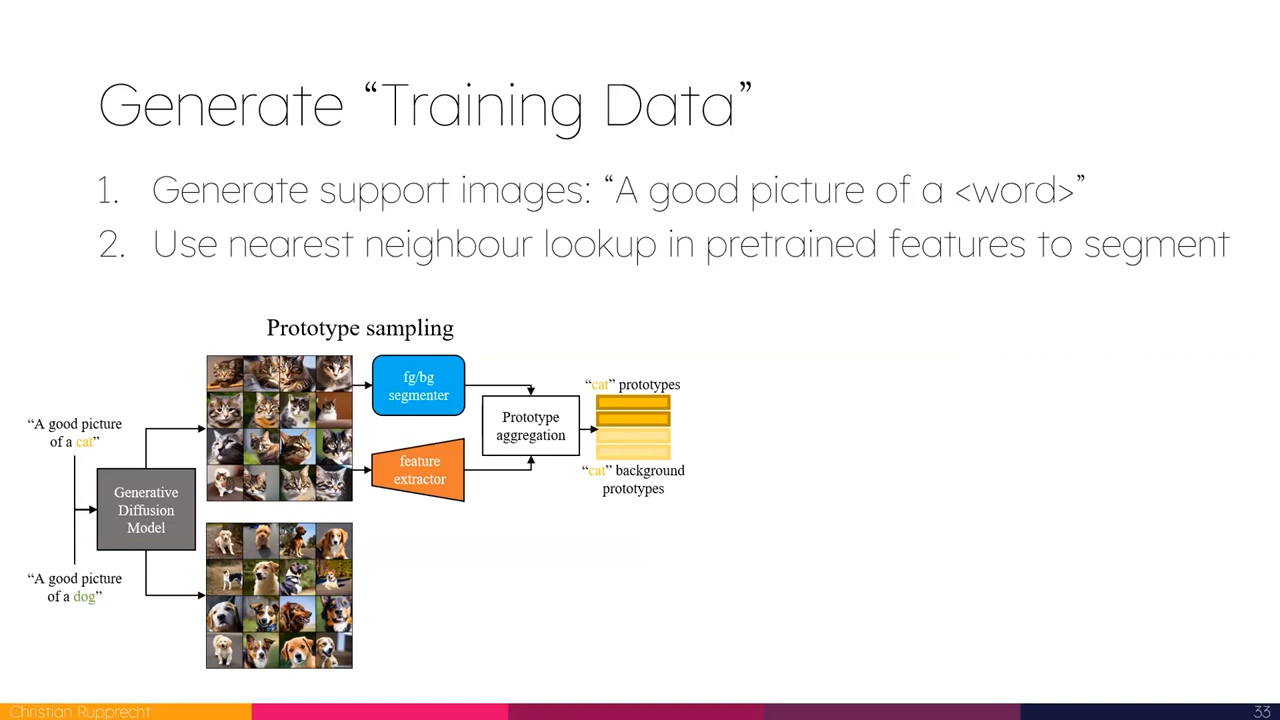 Generate “Training Data”
1. Generate support images: “A good picture of a <word>”
2. Use nearest neighbour lookup in pretrained features to segment
Prototype sampling
“A good picture
of a cat”
Generative
Diffusion
Model
“A good picture
of a dog”
fg/bg
segmenter
feature
extractor
Prototype
aggregation
“cat” prototypes
“cat” background
prototypes
Christian Rupprecht
33